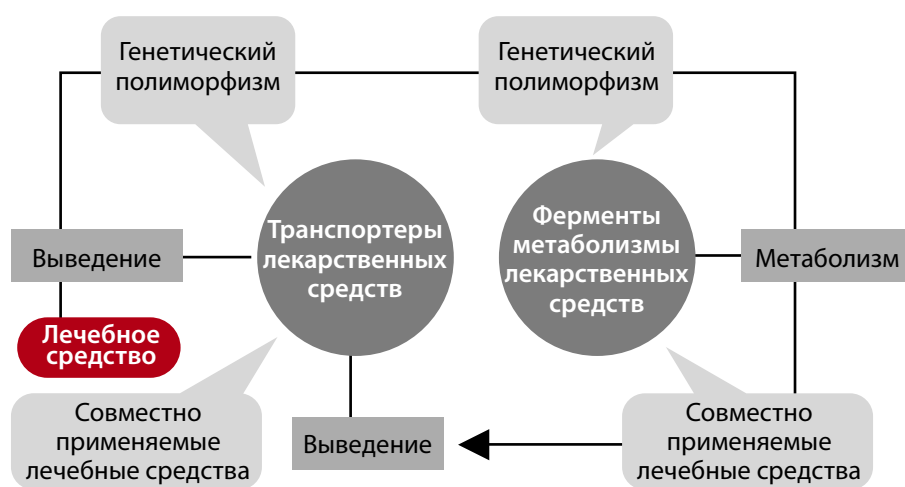 Генетический
полиморфизм
Генетический
полиморфизм
Транспортеры
лекарственных
средств
Ферменты
метаболизмы
лекарственных
средств
Выведение
Метаболизм
Лечебное
средство
Совместно
применяемые
лечебные средства
Выведение
Совместно
применяемые
лечебные средства